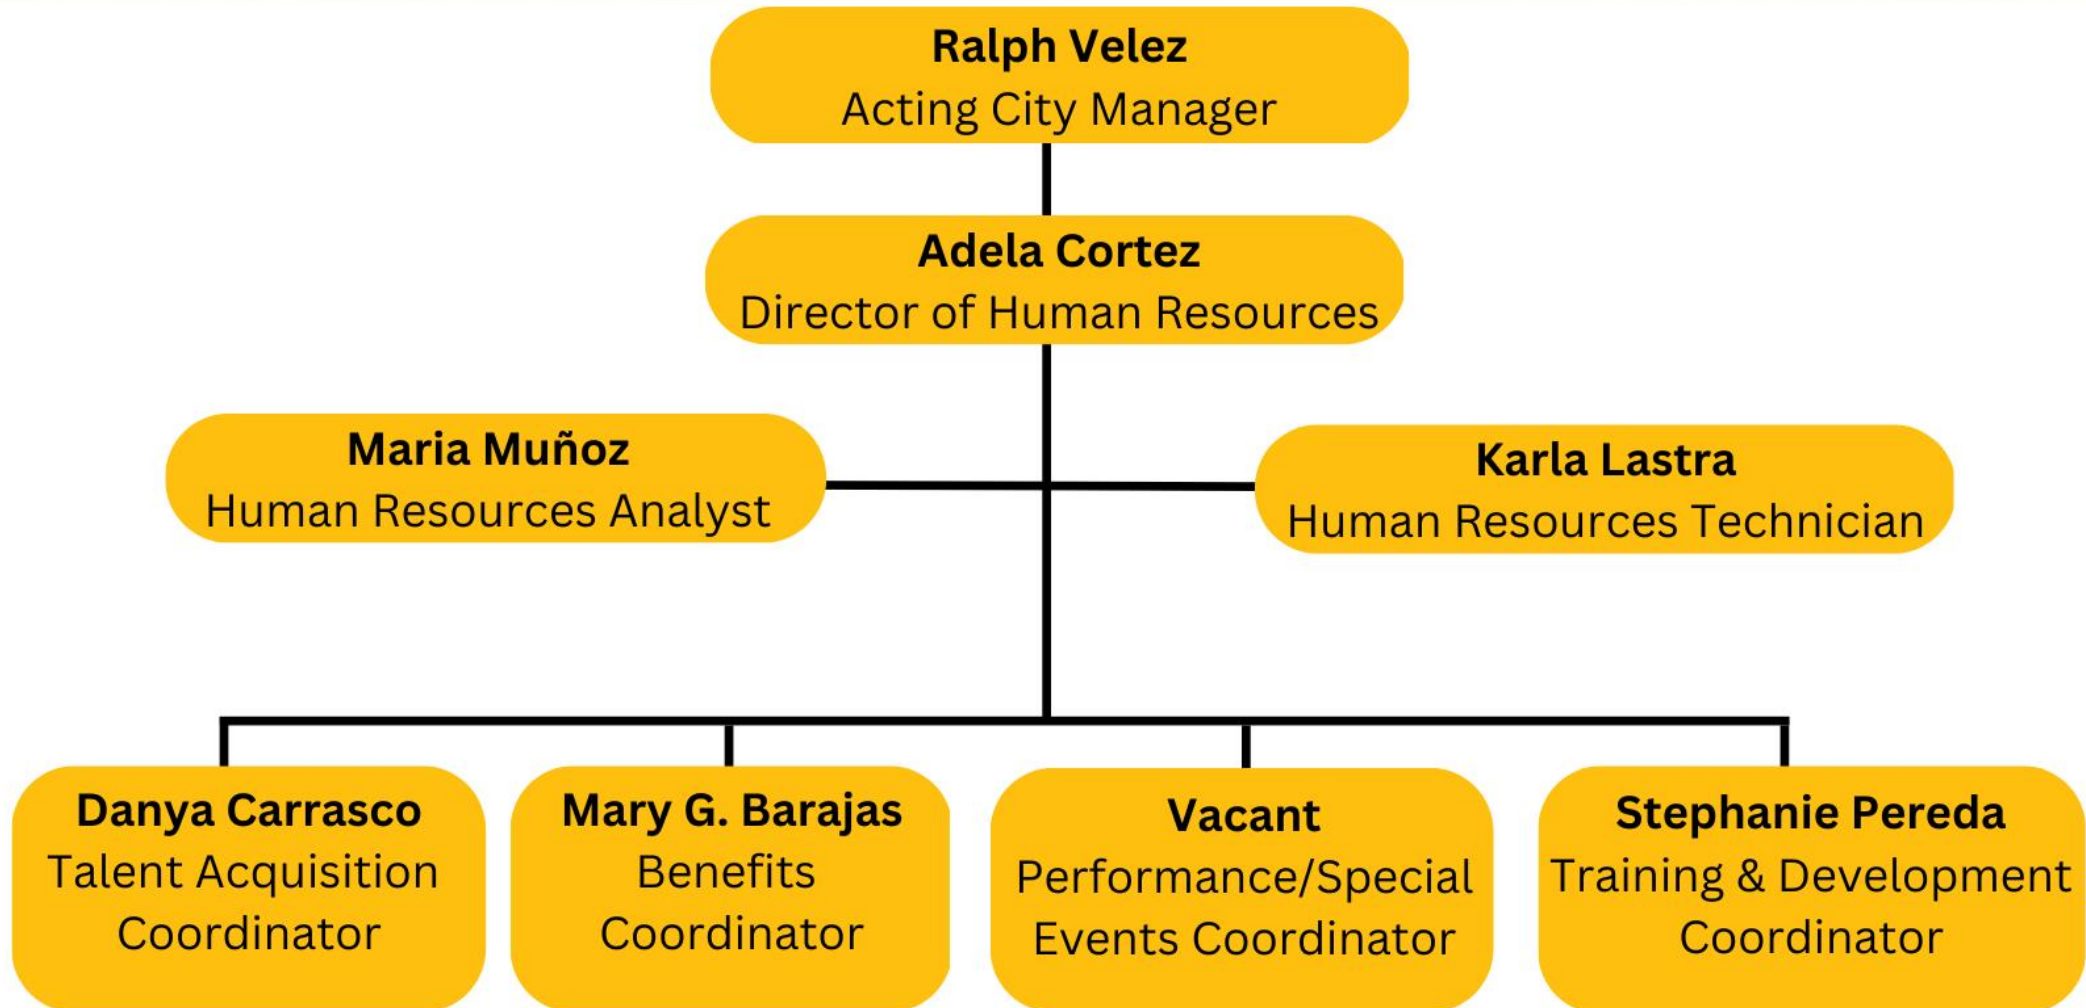 Ralph Velez
Acting City Manager
Adela Cortez
Director of Human Resources
Maria Muñoz
Human Resources Analyst
Karla Lastra
Human Resources Technician
Danya Carrasco
Talent Acquisition
Coordinator
Mary G. Barajas
Benefits
Coordinator
Vacant
Performance/Special
Events Coordinator
Stephanie Pereda
Training & Development
Coordinator